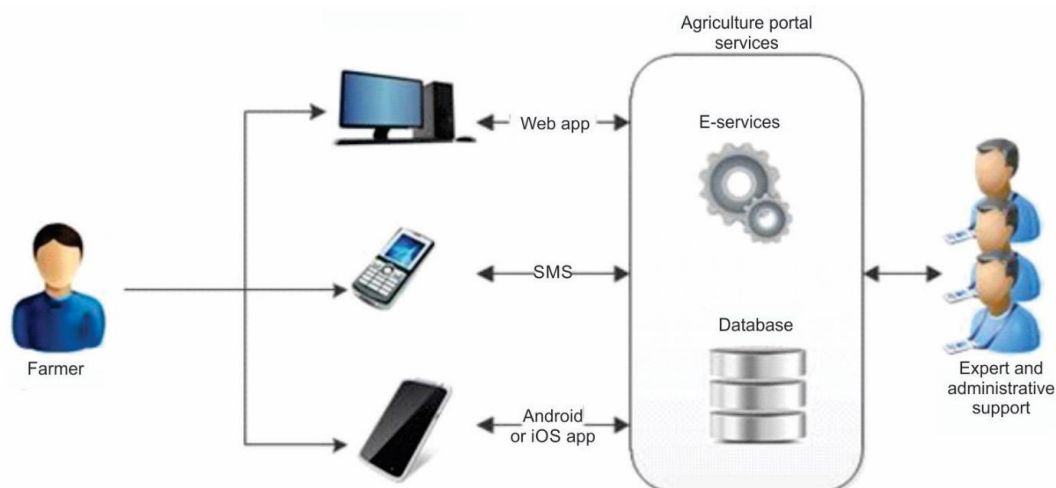 Agriculture portal
services
Web app
E-services
SMS
Database
Farmer
Android
or iOS app
Expert and
administrative
support